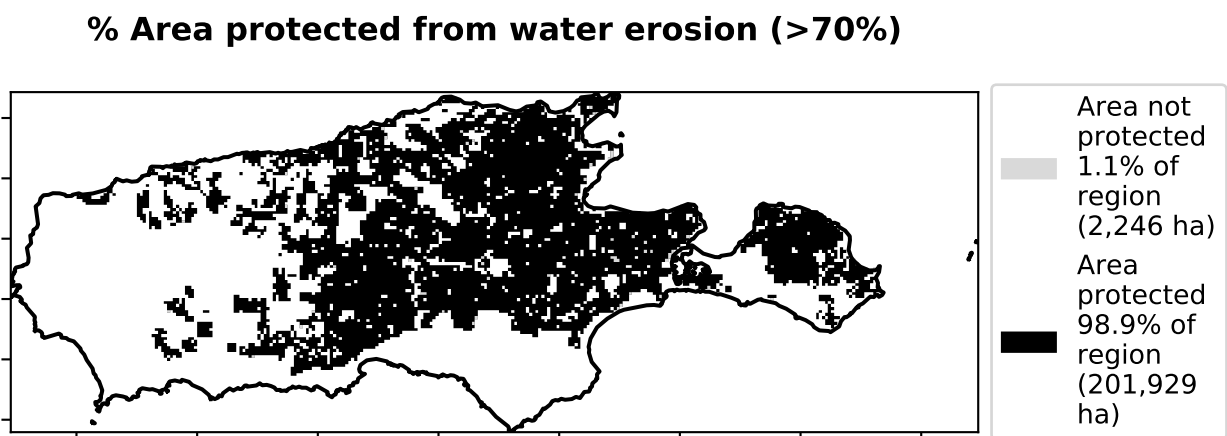 % Area protected from water erosion (>70%)
Area not
protected
1.1% of
region
(2,246 ha)
Area
protected
98.9% of
region
(201,929
ha)